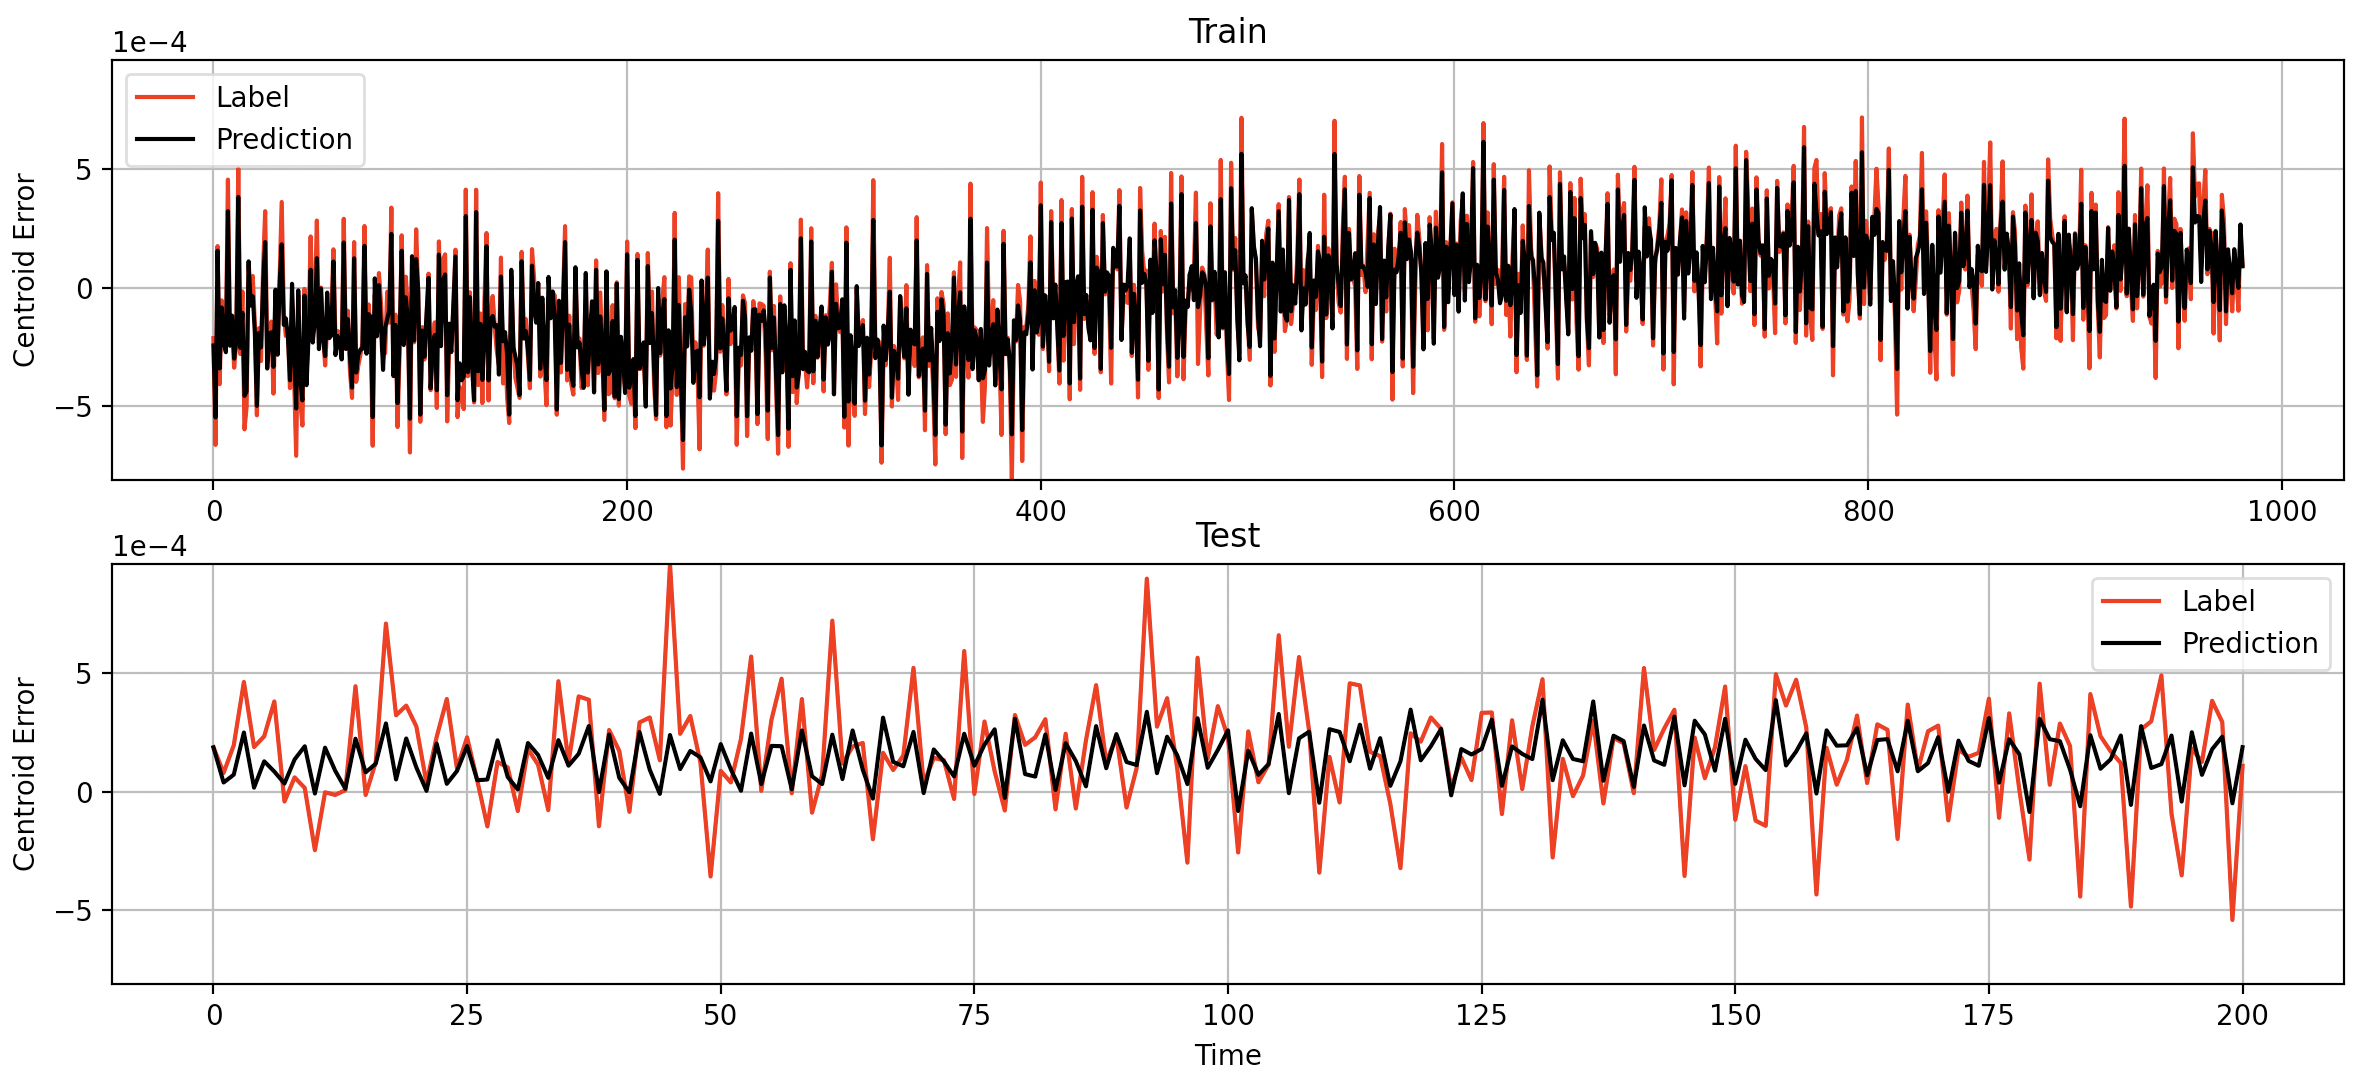 Train
1e−4
Label
Prediction
Centroid Error
5
0
−5
0 200 400 600 800 1000
Test
1e−4
Label
Prediction
Centroid Error
5
0
−5
0 25 50 75 100 125 150 175 200
Time